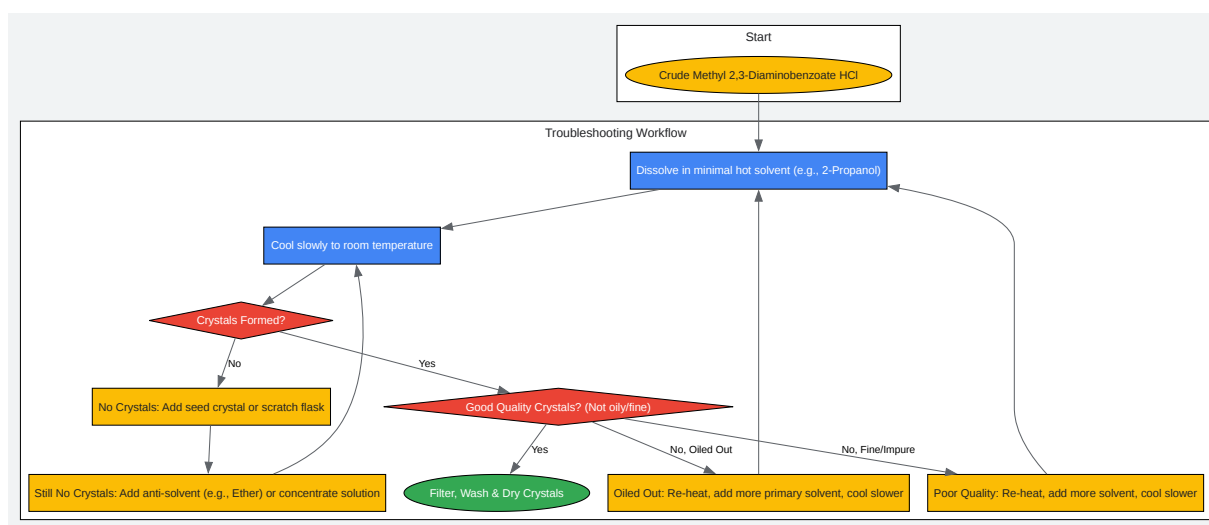 Start
Crude Methyl 2,3-Diaminobenzoate HCl
Troubleshooting Workflow
Dissolve in minimal hot solvent (e.g., 2-Propanol)
Cool slowly to room temperature
Crystals Formed?
No
Yes
No Crystals: Add seed crystal or scratch flask
Good Quality Crystals? (Not oily/fine)
Yes
No, Oiled Out
No, Fine/Impure
Still No Crystals: Add anti-solvent (e.g., Ether) or concentrate solution
Filter, Wash & Dry Crystals
Oiled Out: Re-heat, add more primary solvent, cool slower
Poor Quality: Re-heat, add more solvent, cool slower